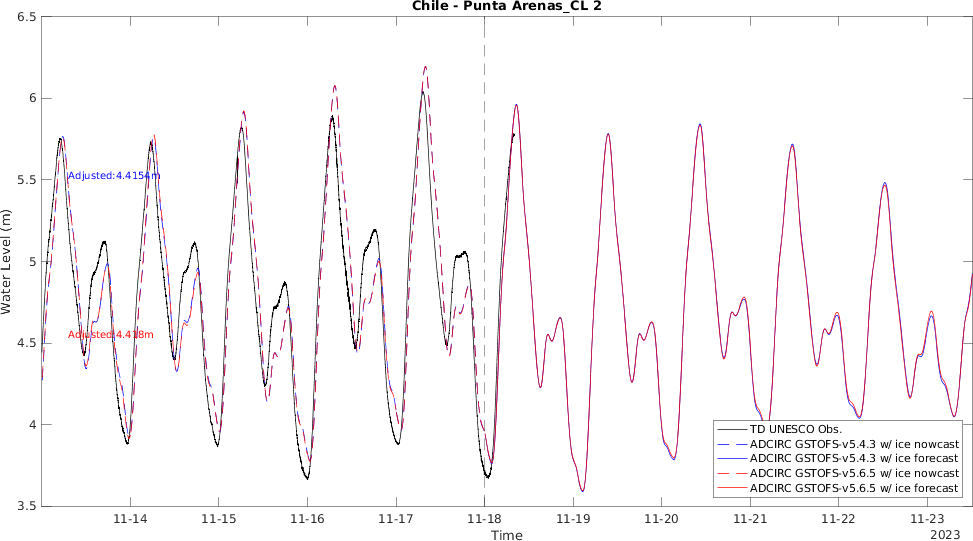 Chile - Punta Arenas_CL 2
6.5
6
5.5
5
4.5
4
3.5
Water Level (m)
Adjusted:4.4154m
Adjusted:4.418m
TD UNESCO Obs.
ADCIRC GSTOFS-v5.4.3 w/ ice nowcast
ADCIRC GSTOFS-v5.4.3 w/ ice forecast
ADCIRC GSTOFS-v5.6.5 w/ ice nowcast
ADCIRC GSTOFS-v5.6.5 w/ ice forecast
11-14 11-15 11-16 11-17 11-18 11-19 11-20 11-21 11-22 11-23
Time
2023